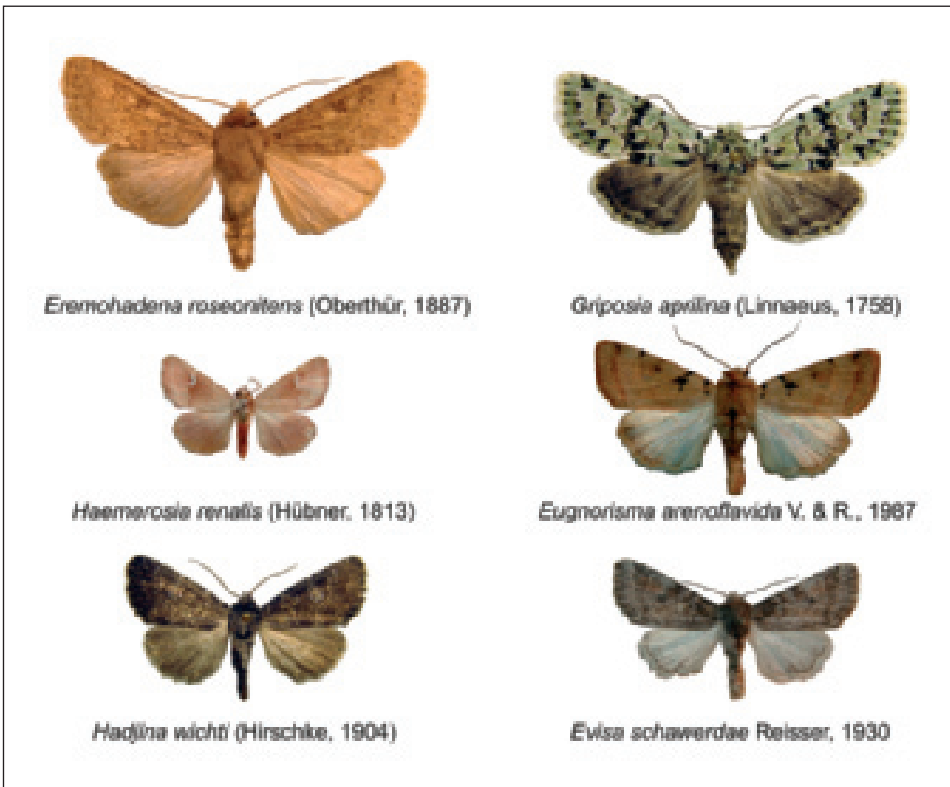 Eremohadena roseonitens (Oberthür, 1887)
Griposia aprilina (Linnaeus, 1758)
Haemerosia renalis (Hübner, 1813)
Eugnorisma arenoflavida V. & R., 1987
Hadjina wichti (Hirschke, 1904)
Evisa schawerdae Reisser, 1930